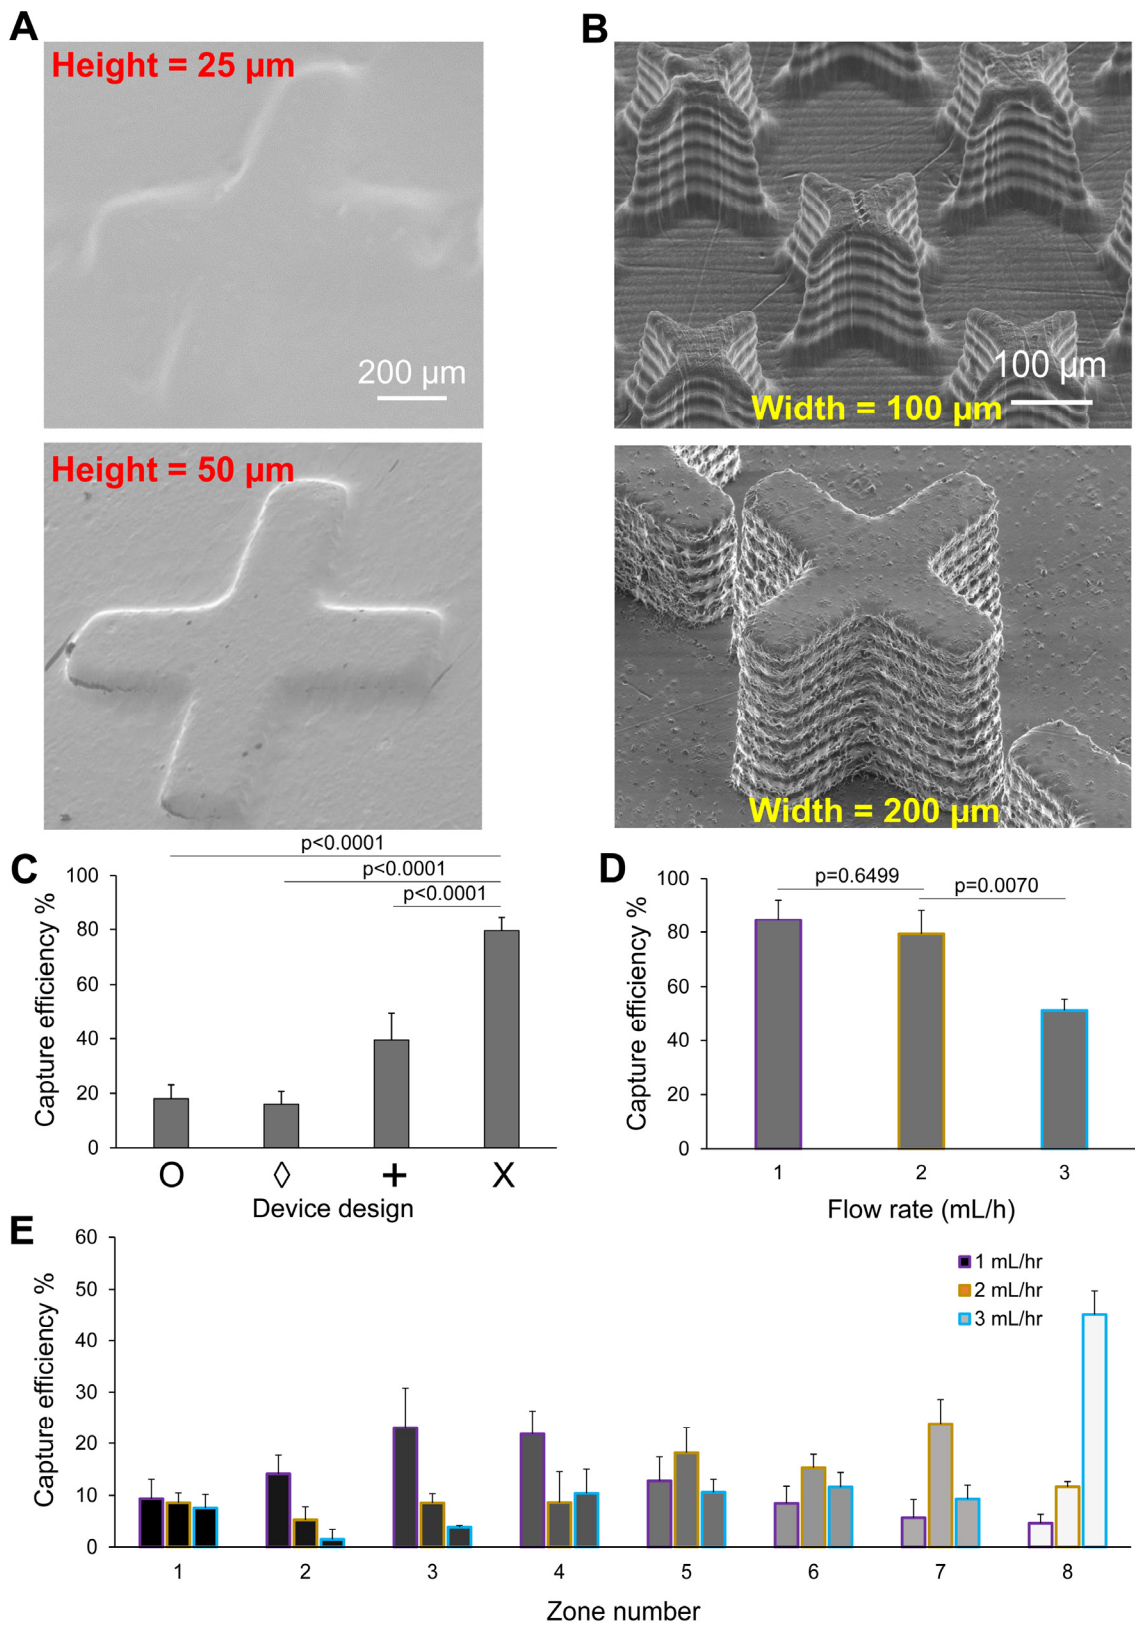 A
Height = 25 µm
200 µm
B
100 µm
Width = 100 µm
Height = 50 µm
Width = 200 µm
C
p<0.0001
p<0.0001
p<0.0001
Capture efficiency %
100
80
60
40
20
0
O ◊ + X
Device design
D
p=0.6499
p=0.0070
Capture efficiency %
100
80
60
40
20
0
1 2 3
Flow rate (mL/h)
E
Capture efficiency %
60
50
40
30
20
10
0
1 mL/hr
2 mL/hr
3 mL/hr
1 2 3 4 5 6 7 8
Zone number